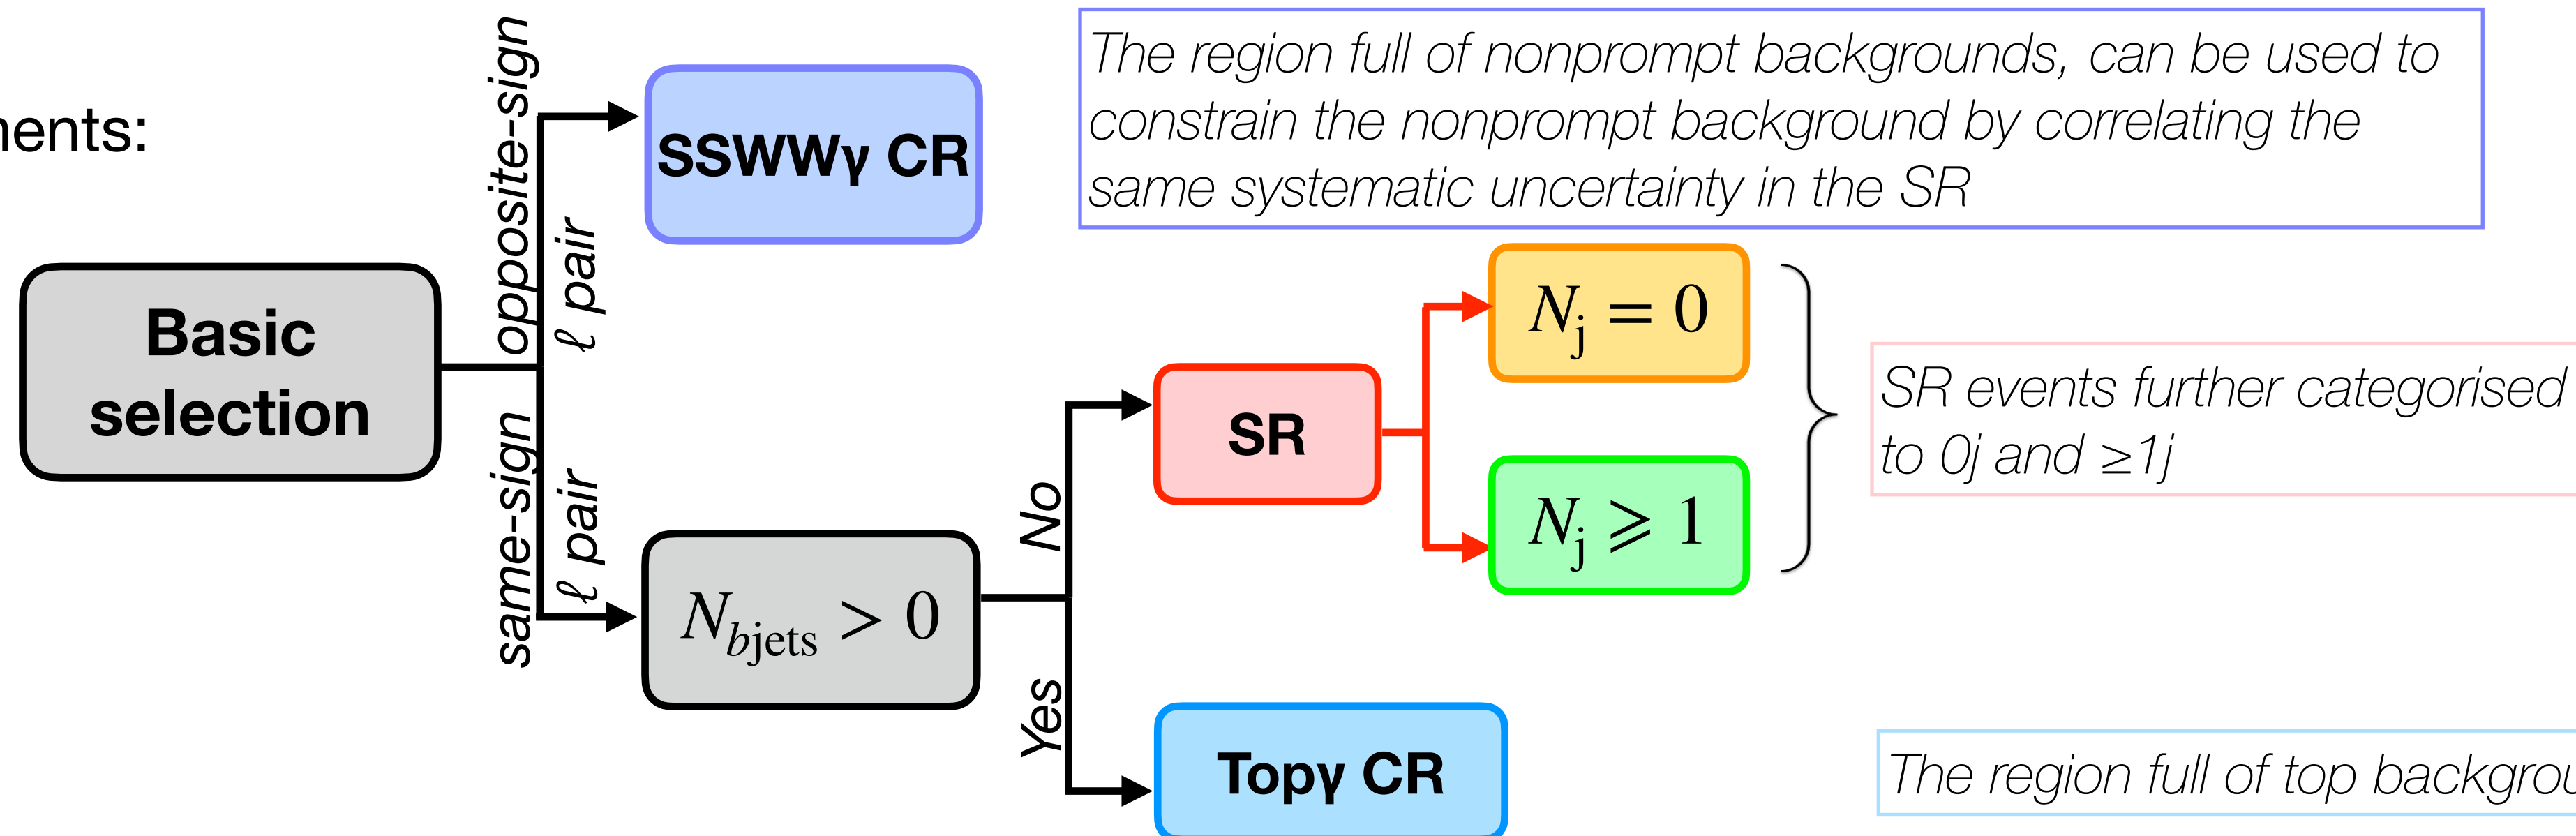 ments:
opposite-sign
ℓ pair
same-sign
ℓ pair
Basic
selection
SSWWγ CR
The region full of nonprompt backgrounds, can be used to
constrain the nonprompt background by correlating the
same systematic uncertainty in the SR
N_bjets > 0
No
Yes
SR
N_j = 0
N_j ⩾ 1
SR events further categorised
to 0j and ≥1j
Topγ CR
The region full of top backgrou